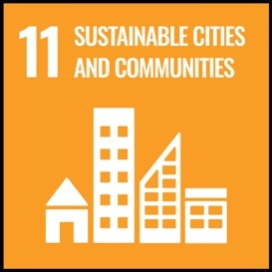 11 SUSTAINABLE CITIES
AND COMMUNITIES